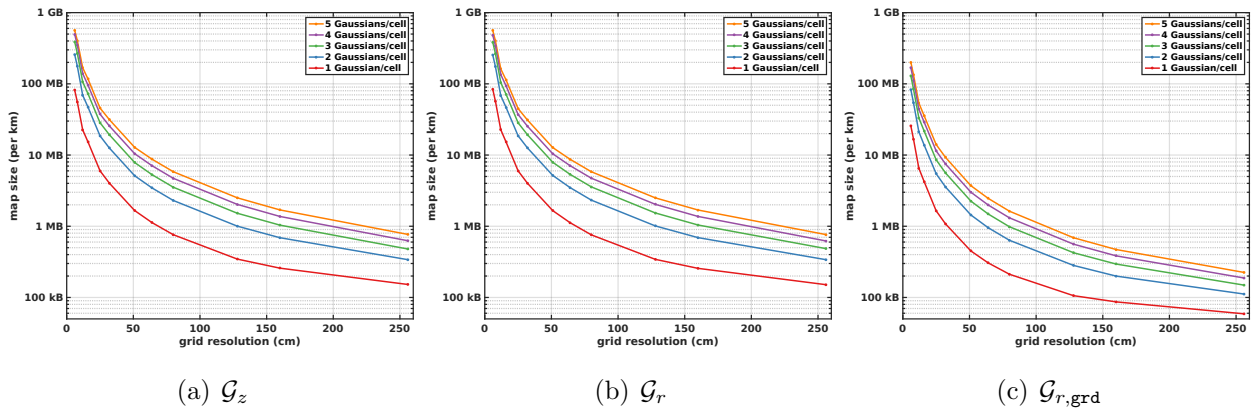 1 GB
100 MB
10 MB
1 MB
100 kB
map size (per km)
0 50 100 150 200 250
grid resolution (cm)
5 Gaussians/cell
4 Gaussians/cell
3 Gaussians/cell
2 Gaussians/cell
1 Gaussian/cell
(a) 𝒢z
1 GB
100 MB
10 MB
1 MB
100 kB
map size (per km)
0 50 100 150 200 250
grid resolution (cm)
5 Gaussians/cell
4 Gaussians/cell
3 Gaussians/cell
2 Gaussians/cell
1 Gaussian/cell
(b) 𝒢r
1 GB
100 MB
10 MB
1 MB
100 kB
map size (per km)
0 50 100 150 200 250
grid resolution (cm)
5 Gaussians/cell
4 Gaussians/cell
3 Gaussians/cell
2 Gaussians/cell
1 Gaussian/cell
(c) 𝒢r,grd